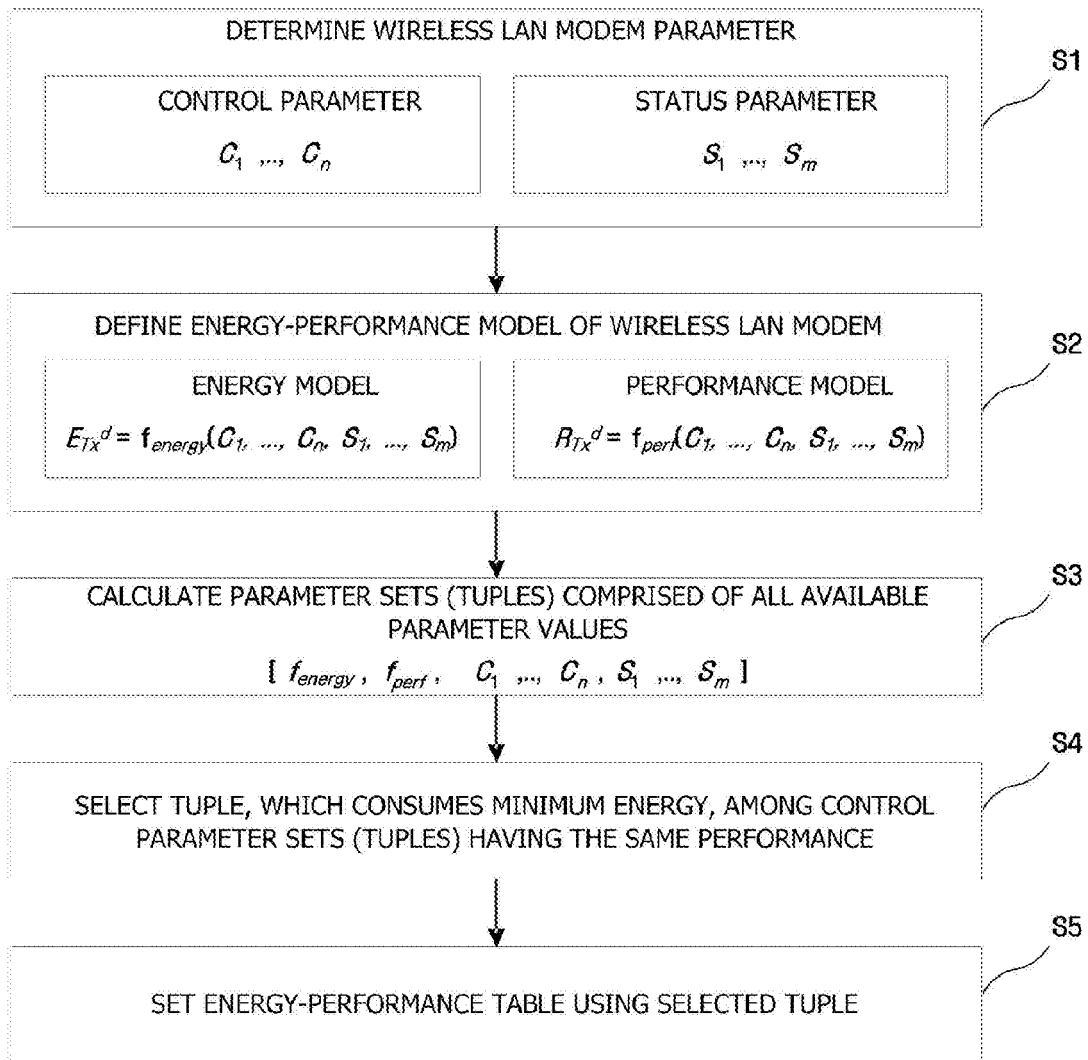 DETERMINE WIRELESS LAN MODEM PARAMETER
S1
CONTROL PARAMETER
C1 ,.., Cn
STATUS PARAMETER
S1 ,.., Sm
DEFINE ENERGY-PERFORMANCE MODEL OF WIRELESS LAN MODEM
S2
ENERGY MODEL
ETx^d = fenergy(C1, ..., Cn, S1, ..., Sm)
PERFORMANCE MODEL
RTx^d = fperf(C1, ..., Cn, S1, ..., Sm)
S3
CALCULATE PARAMETER SETS (TUPLES) COMPRISED OF ALL AVAILABLE
PARAMETER VALUES
[ fenergy , fperf , C1 ,.., Cn , S1 ,.., Sm ]
S4
SELECT TUPLE, WHICH CONSUMES MINIMUM ENERGY, AMONG CONTROL
PARAMETER SETS (TUPLES) HAVING THE SAME PERFORMANCE
S5
SET ENERGY-PERFORMANCE TABLE USING SELECTED TUPLE